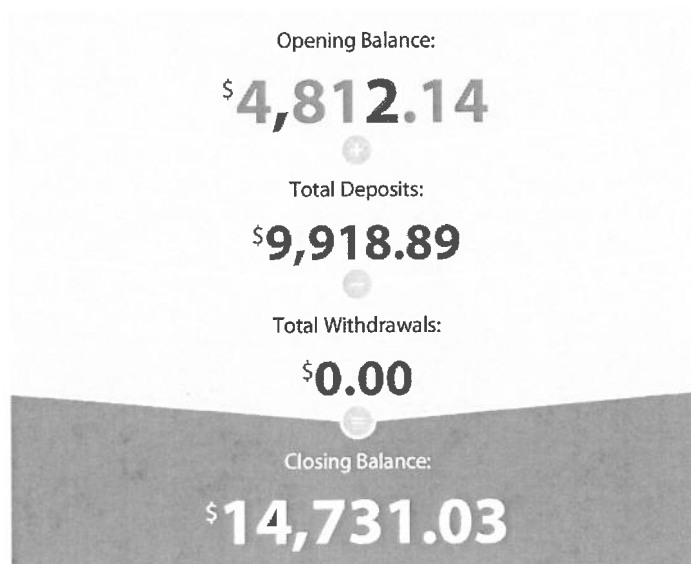 Opening Balance:
$4,812.14
+
Total Deposits:
$9,918.89
−
Total Withdrawals:
$0.00
=
Closing Balance:
$14,731.03